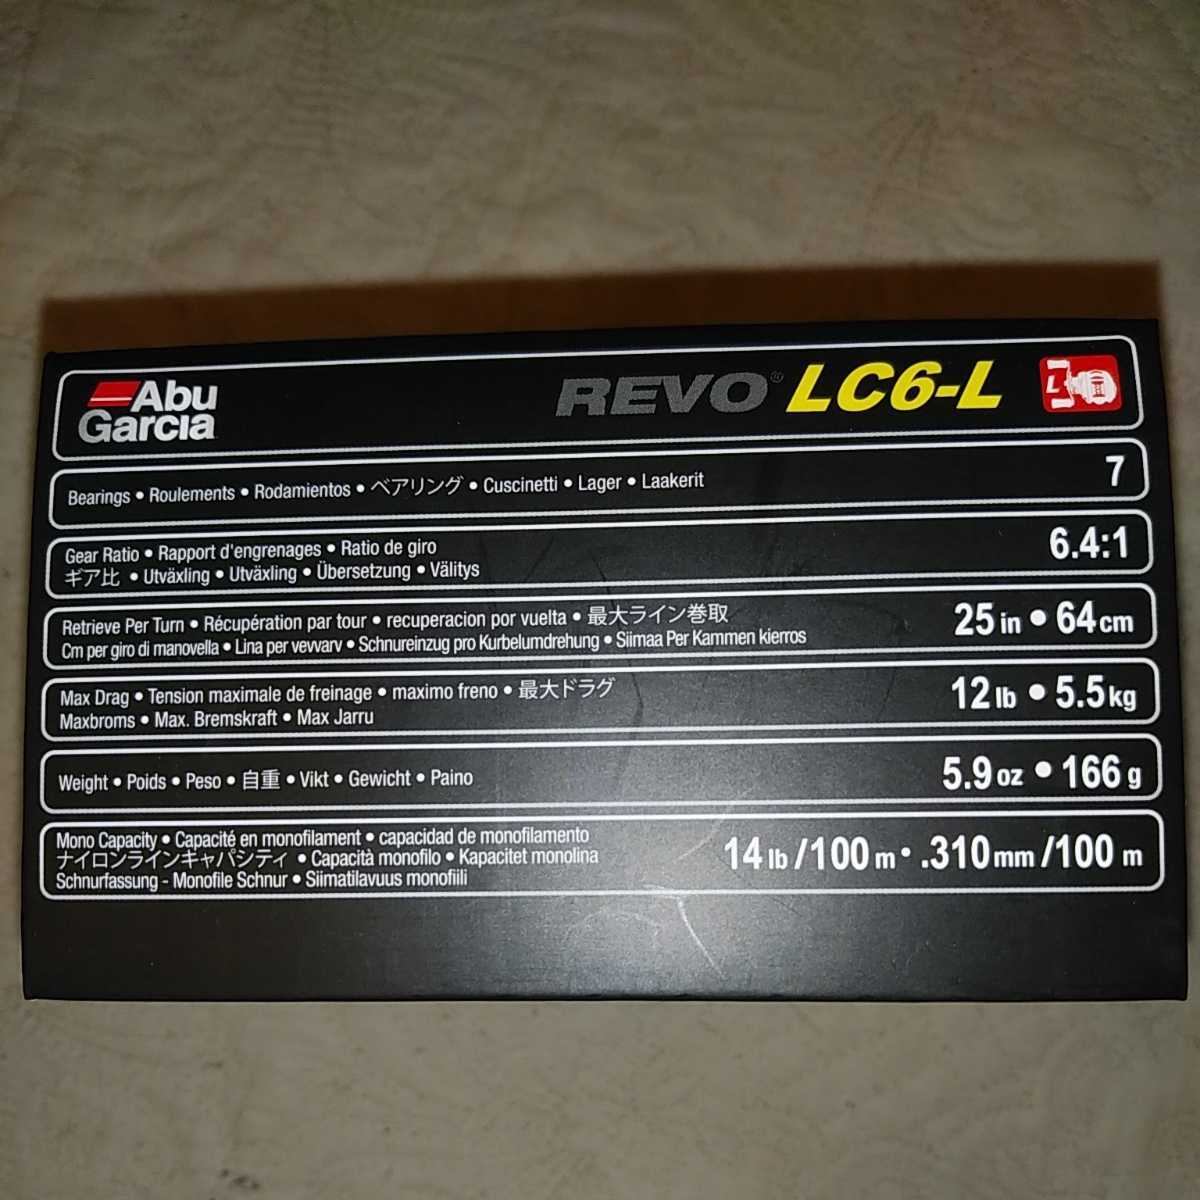 Abu
Garcia
REVO® LC6-L
L
Bearings • Roulements • Rodamientos • ベアリング • Cuscinetti • Lager • Laakerit
7
Gear Ratio • Rapport d'engrenages • Ratio de giro
ギア比 • Utväxling • Utväxling • Übersetzung • Välitys
6.4:1
Retrieve Per Turn • Récupération par tour • recuperacion por vuelta • 最大ライン巻取
Cm per giro di manovella • Lina per vevvarv • Schnureinzug pro Kurbelumdrehung • Siimaa Per Kammen kierros
25 in • 64 cm
Max Drag • Tension maximale de freinage • maximo freno • 最大ドラグ
Maxbroms • Max. Bremskraft • Max Jarru
12 lb • 5.5 kg
Weight • Poids • Peso • 自重 • Vikt • Gewicht • Paino
5.9 oz • 166 g
Mono Capacity • Capacité en monofilament • capacidad de monofilamento
ナイロンラインキャパシティ • Capacità monofilo • Kapacitet monolina
Schnurfassung - Monofile Schnur • Siimatilavuus monofiili
14 lb /100 m • .310 mm /100 m